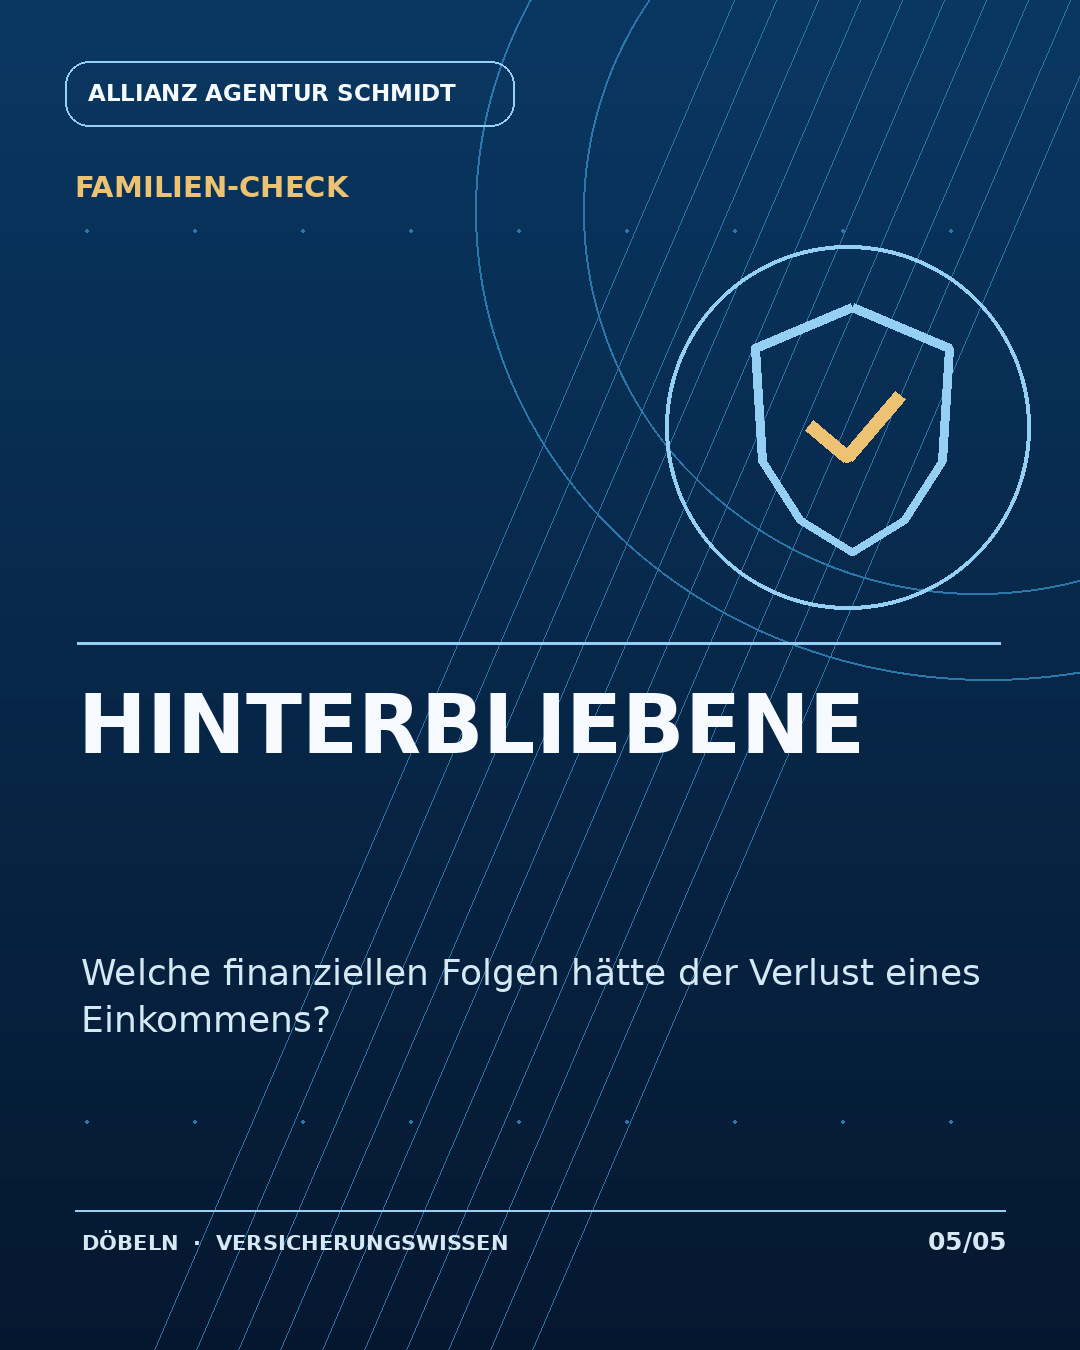 ALLIANZ AGENTUR SCHMIDT
FAMILIEN-CHECK
HINTERBLIEBENE
Welche finanziellen Folgen hätte der Verlust eines
Einkommens?
DÖBELN · VERSICHERUNGSWISSEN
05/05